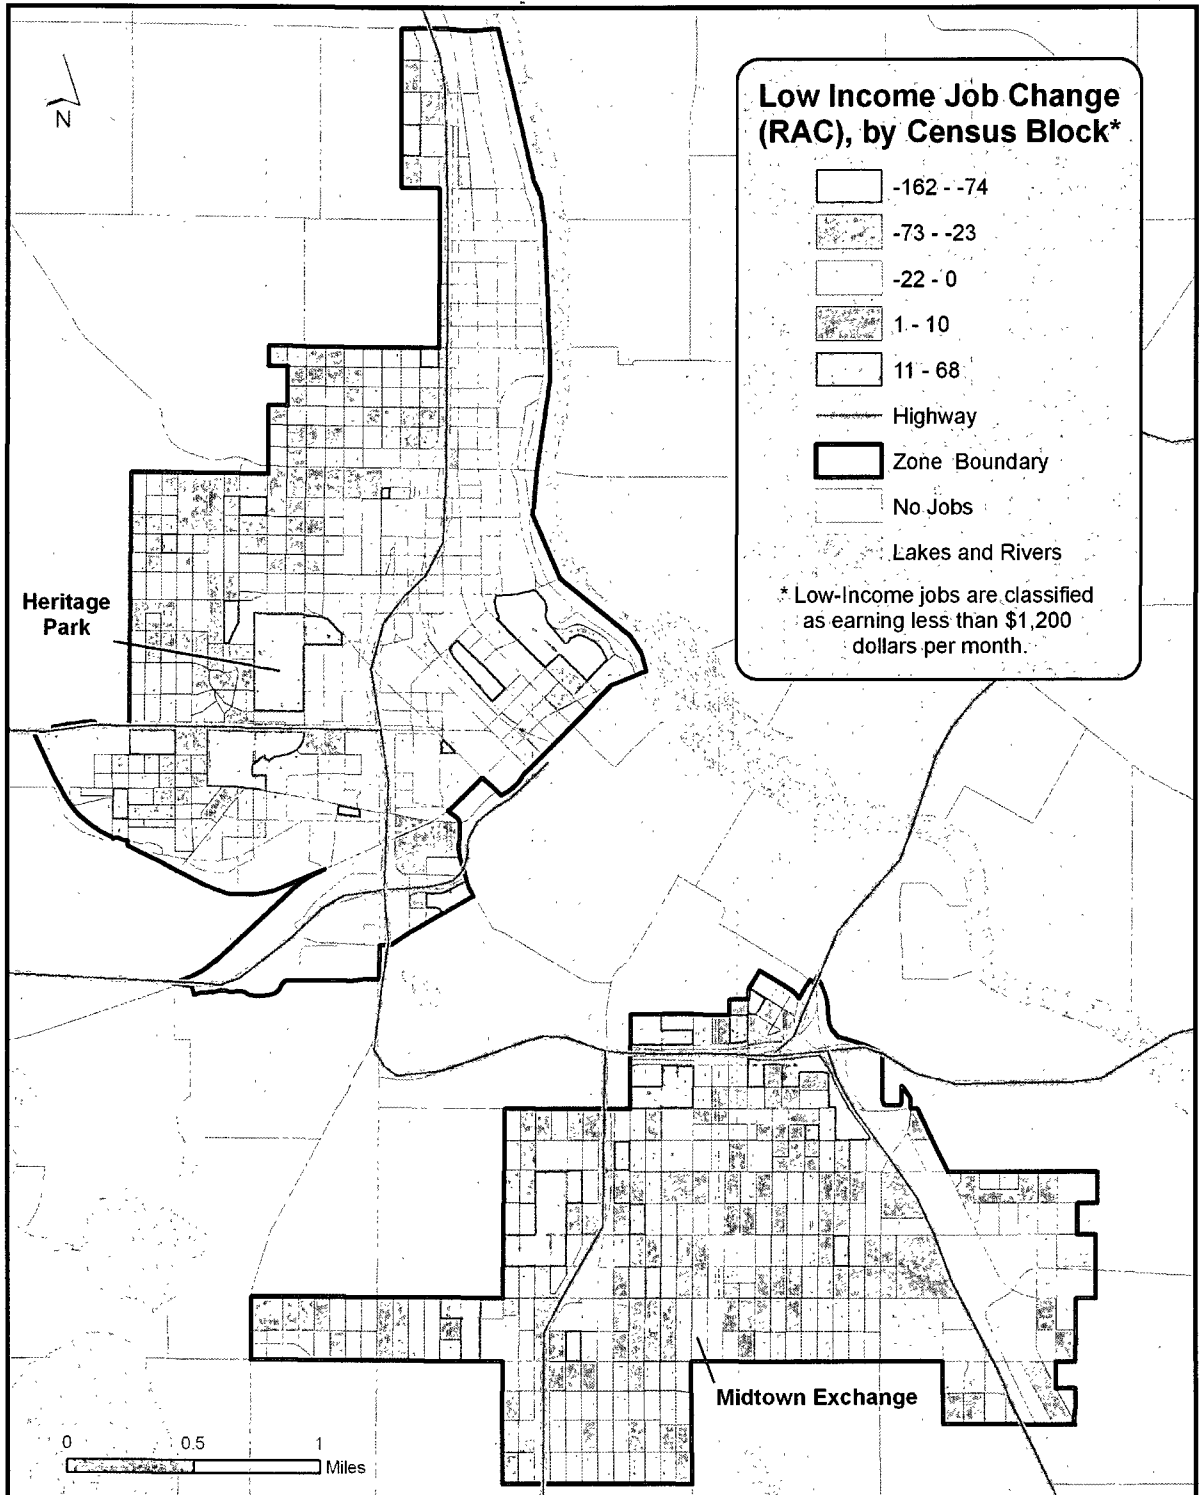 N
Low Income Job Change
(RAC), by Census Block*
-162 - -74
-73 - -23
-22 - 0
1 - 10
11 - 68
Highway
Zone Boundary
No Jobs
Lakes and Rivers
* Low-Income jobs are classified
as earning less than $1,200
dollars per month.
Heritage
Park
Midtown Exchange
0 0.5 1
Miles